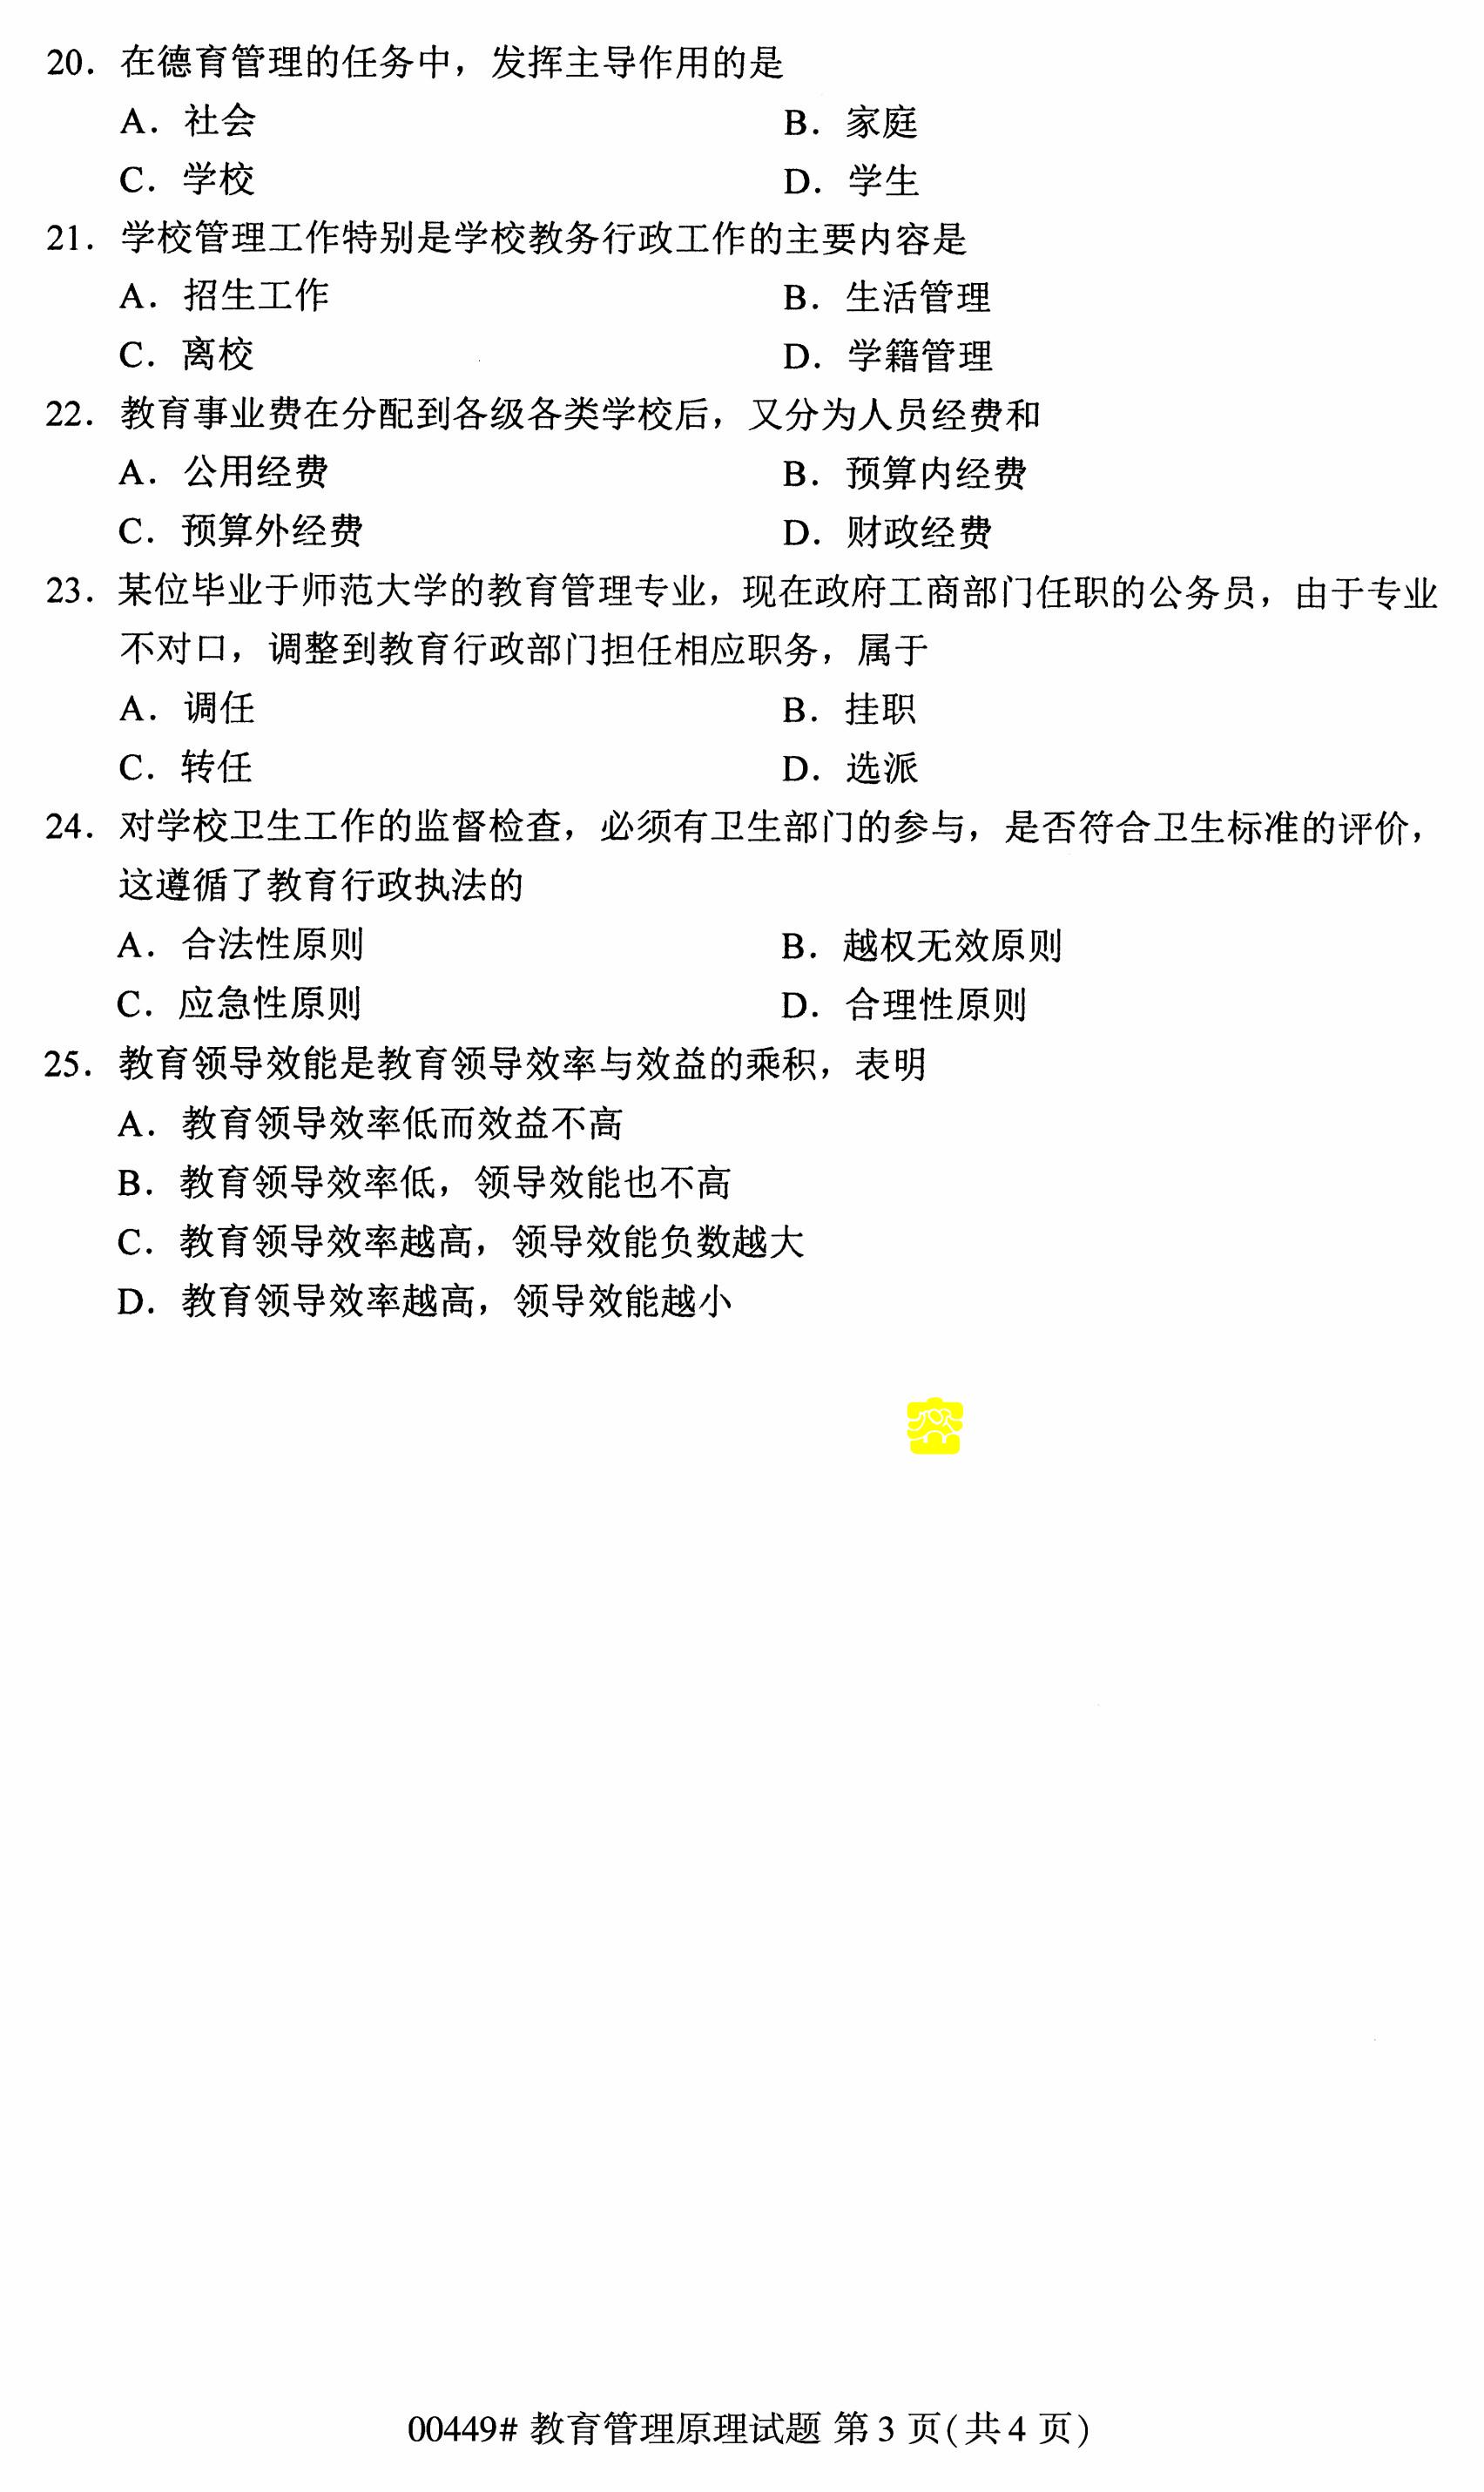 20. 在德育管理的任务中，发挥主导作用的是
A. 社会 B. 家庭
C. 学校 D. 学生
21. 学校管理工作特别是学校教务行政工作的主要内容是
A. 招生工作 B. 生活管理
C. 离校 D. 学籍管理
22. 教育事业费在分配到各级各类学校后，又分为人员经费和
A. 公用经费 B. 预算内经费
C. 预算外经费 D. 财政经费
23. 某位毕业于师范大学的教育管理专业，现在政府工商部门任职的公务员，由于专业
不对口，调整到教育行政部门担任相应职务，属于
A. 调任 B. 挂职
C. 转任 D. 选派
24. 对学校卫生工作的监督检查，必须有卫生部门的参与，是否符合卫生标准的评价，
这遵循了教育行政执法的
A. 合法性原则 B. 越权无效原则
C. 应急性原则 D. 合理性原则
25. 教育领导效能是教育领导效率与效益的乘积，表明
A. 教育领导效率低而效益不高
B. 教育领导效率低，领导效能也不高
C. 教育领导效率越高，领导效能负数越大
D. 教育领导效率越高，领导效能越小
00449# 教育管理原理试题 第 3 页(共 4 页)